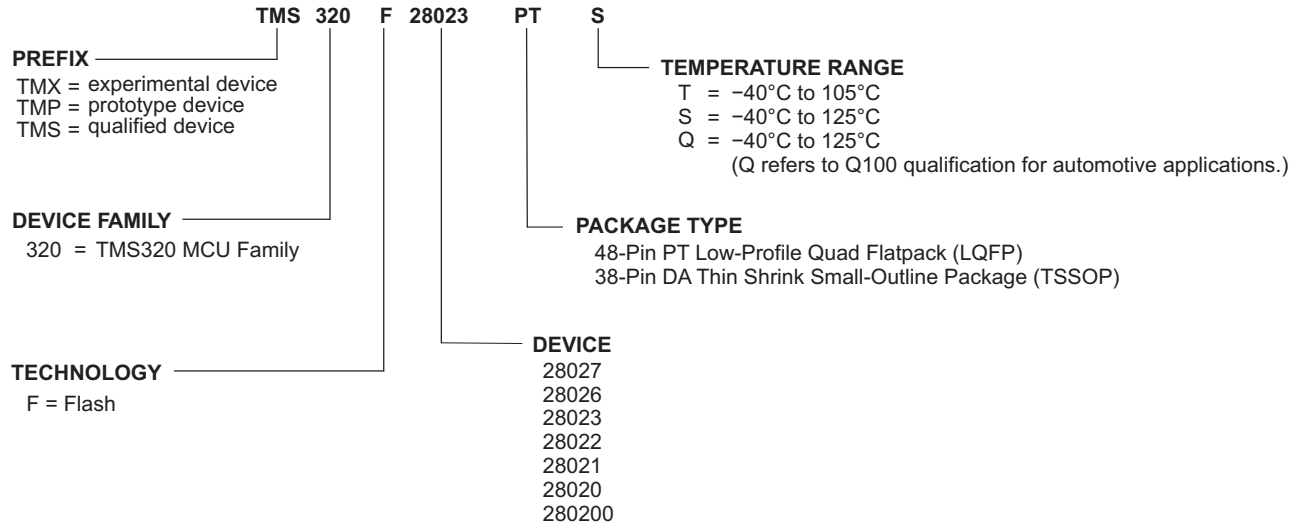 TMS 320 F 28023 PT S
PREFIX
TMX = experimental device
TMP = prototype device
TMS = qualified device
TEMPERATURE RANGE
T = −40°C to 105°C
S = −40°C to 125°C
Q = −40°C to 125°C
(Q refers to Q100 qualification for automotive applications.)
DEVICE FAMILY
320 = TMS320 MCU Family
PACKAGE TYPE
48-Pin PT Low-Profile Quad Flatpack (LQFP)
38-Pin DA Thin Shrink Small-Outline Package (TSSOP)
TECHNOLOGY
F = Flash
DEVICE
28027
28026
28023
28022
28021
28020
280200